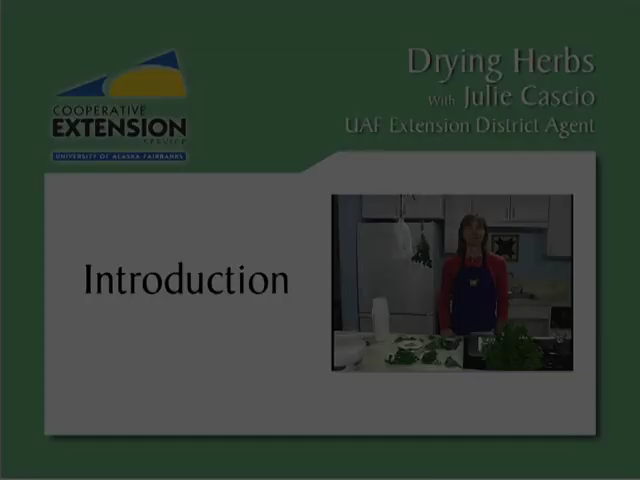 Drying Herbs
With Julie Cascio
UAF Extension District Agent
COOPERATIVE
EXTENSION
SERVICE
UNIVERSITY OF ALASKA FAIRBANKS
Introduction